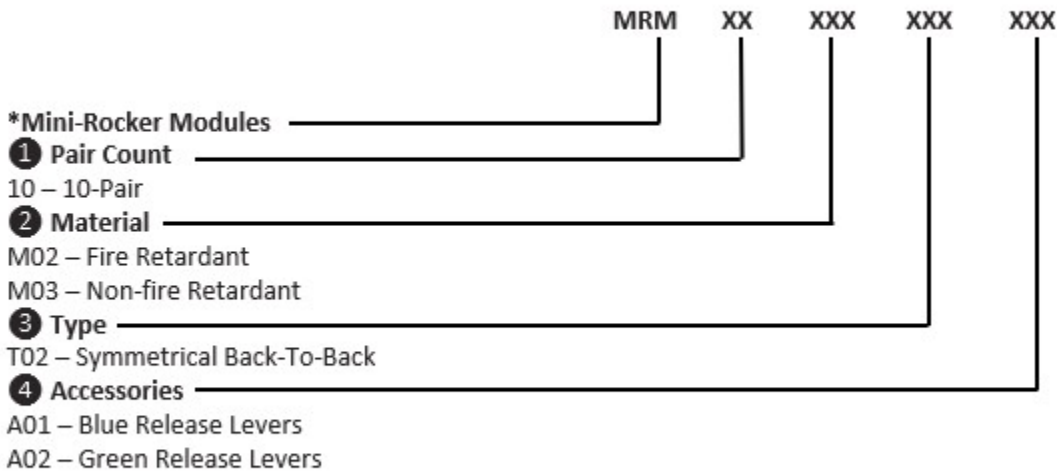 MRM XX XXX XXX XXX
*Mini-Rocker Modules
1 Pair Count
10 – 10-Pair
2 Material
M02 – Fire Retardant
M03 – Non-fire Retardant
3 Type
T02 – Symmetrical Back-To-Back
4 Accessories
A01 – Blue Release Levers
A02 – Green Release Levers